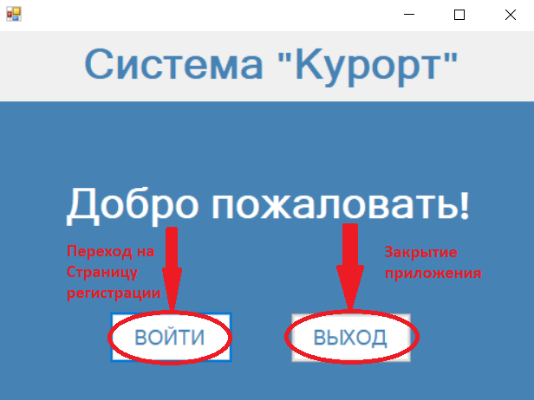 Система "Курорт"
Добро пожаловать!
Переход на
Страницу
регистрации
Закрытие
приложения
ВОЙТИ
ВЫХОД